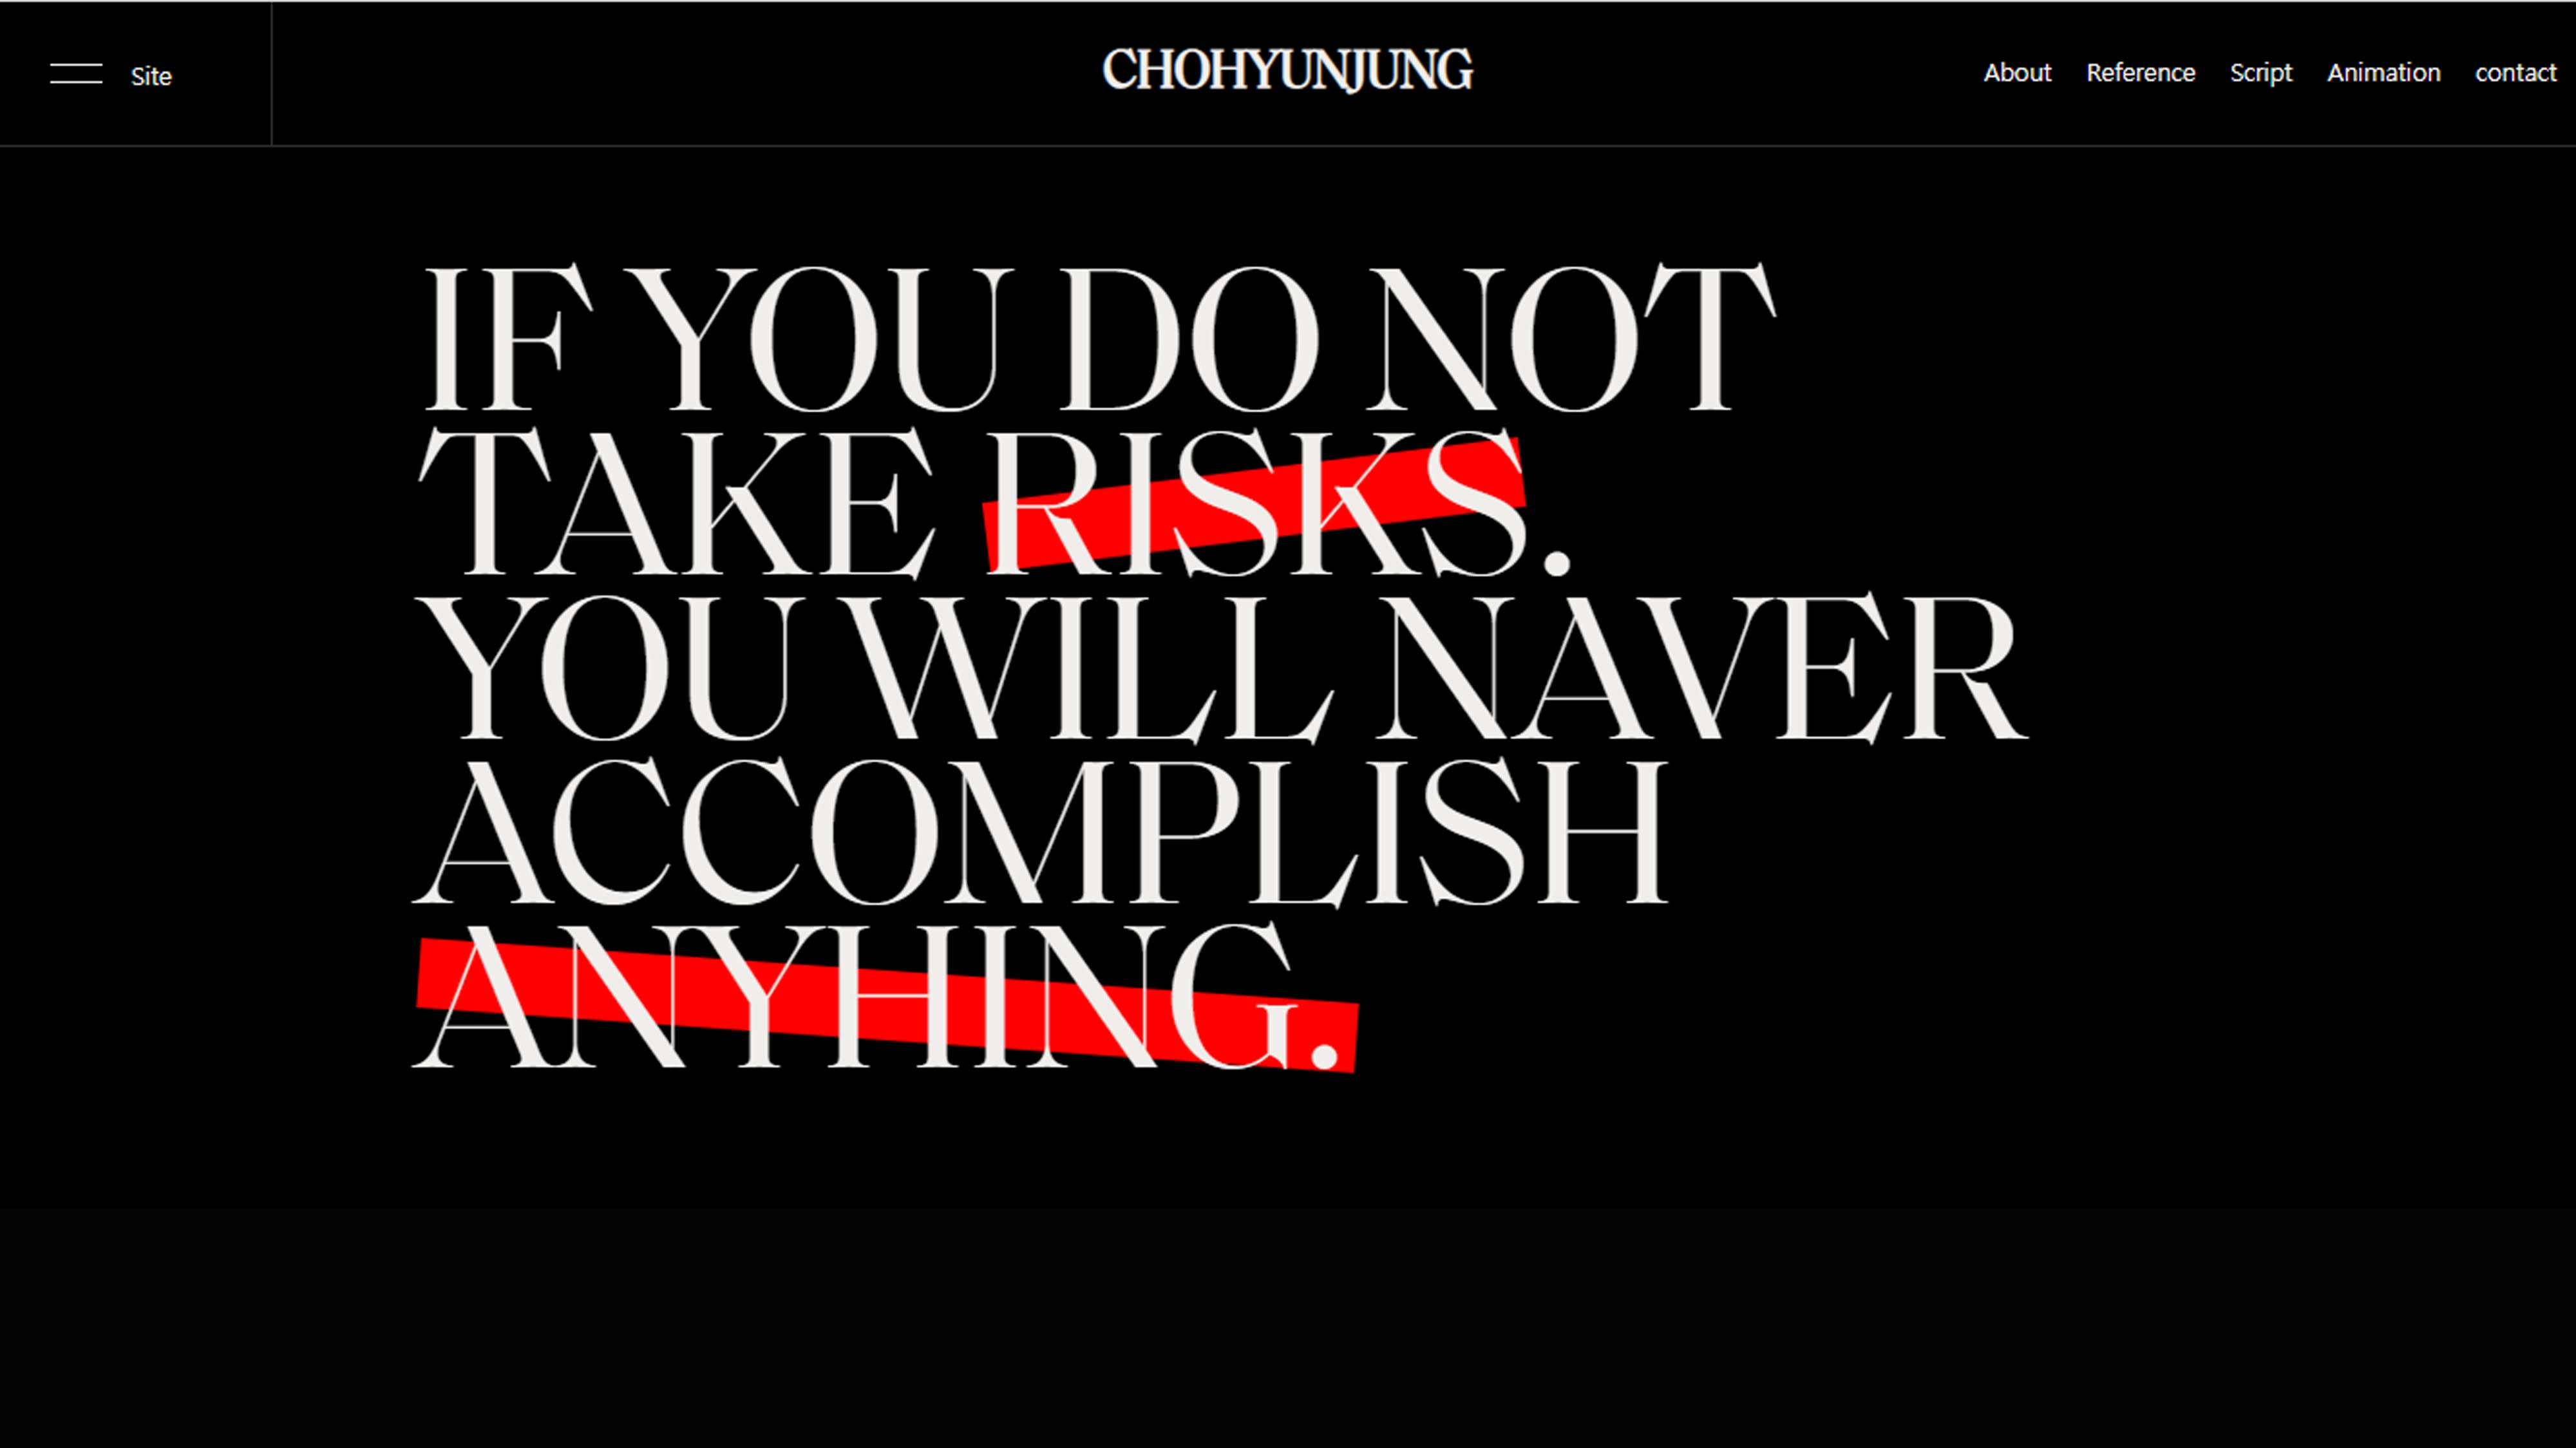 Site
CHOHYUNJUNG
About Reference Script Animation contact
IF YOU DO NOT
TAKE RISKS.
YOU WILL NAVER
ACCOMPLISH
ANYHING.